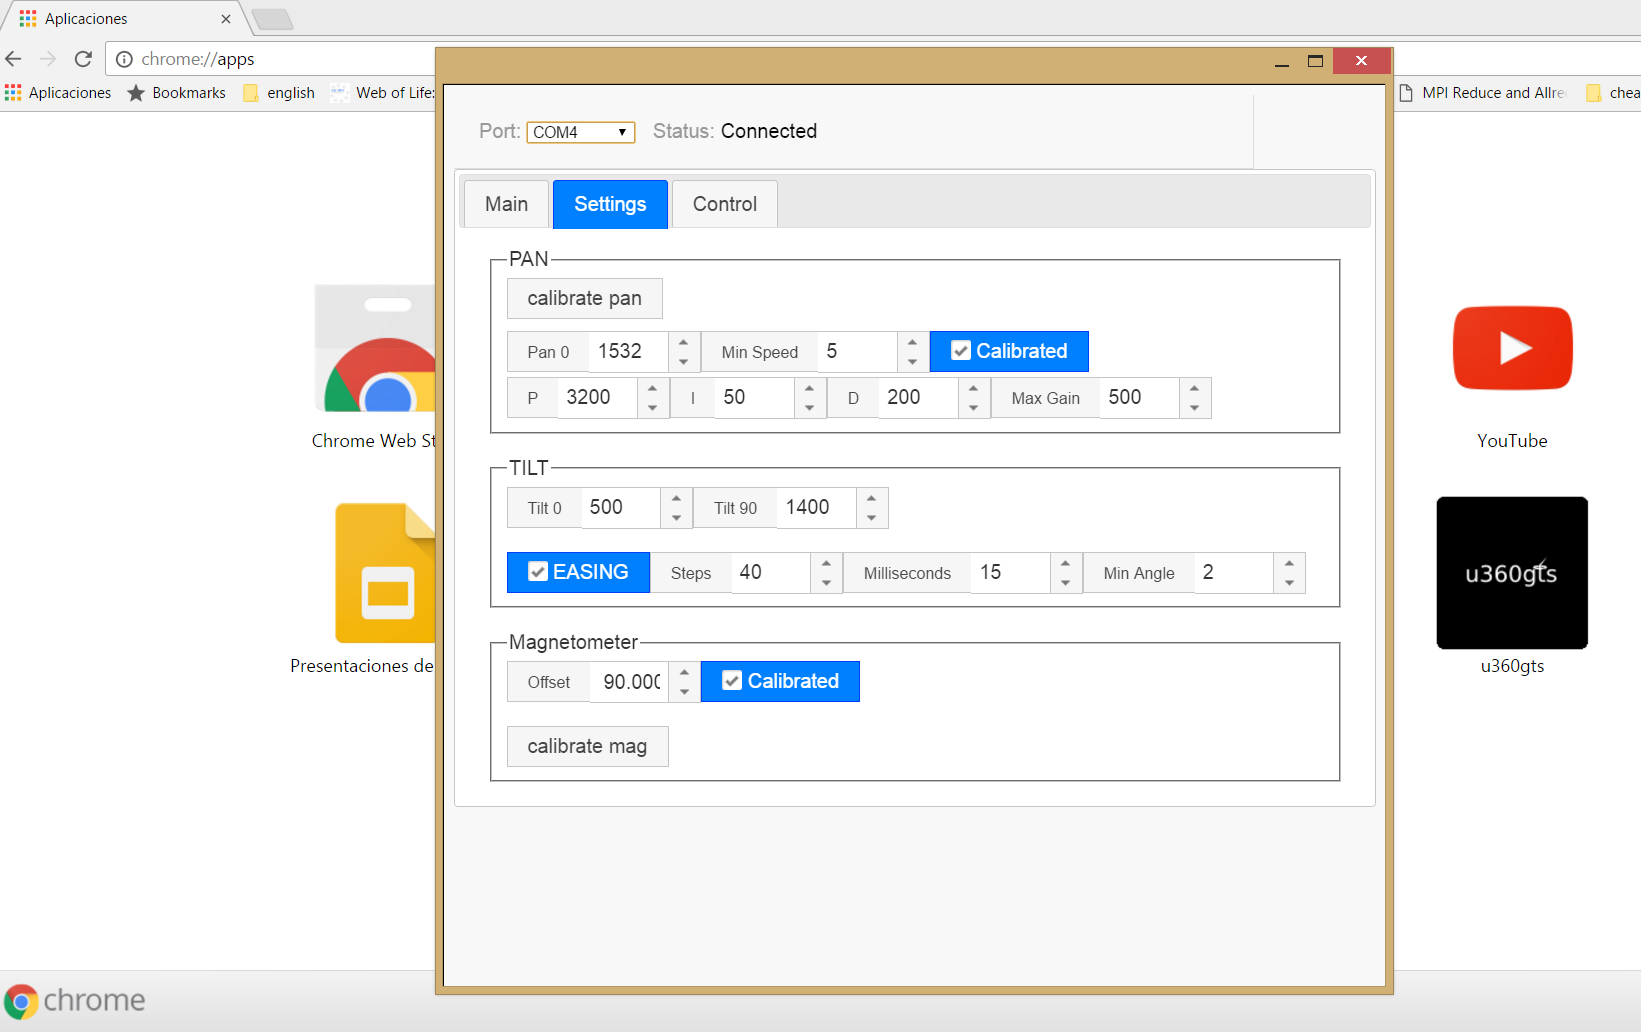 Aplicaciones
chrome://apps
Aplicaciones Bookmarks english Web of Life: MPI Reduce and Allre chea
Port: COM4 Status: Connected
Main Settings Control
PAN
calibrate pan
Pan 0 1532 Min Speed 5 Calibrated
P 3200 I 50 D 200 Max Gain 500
TILT
Tilt 0 500 Tilt 90 1400
EASING Steps 40 Milliseconds 15 Min Angle 2
Magnetometer
Offset 90.000 Calibrated
calibrate mag
Chrome Web St
YouTube
Presentaciones de
u360gts
u360gts
chrome